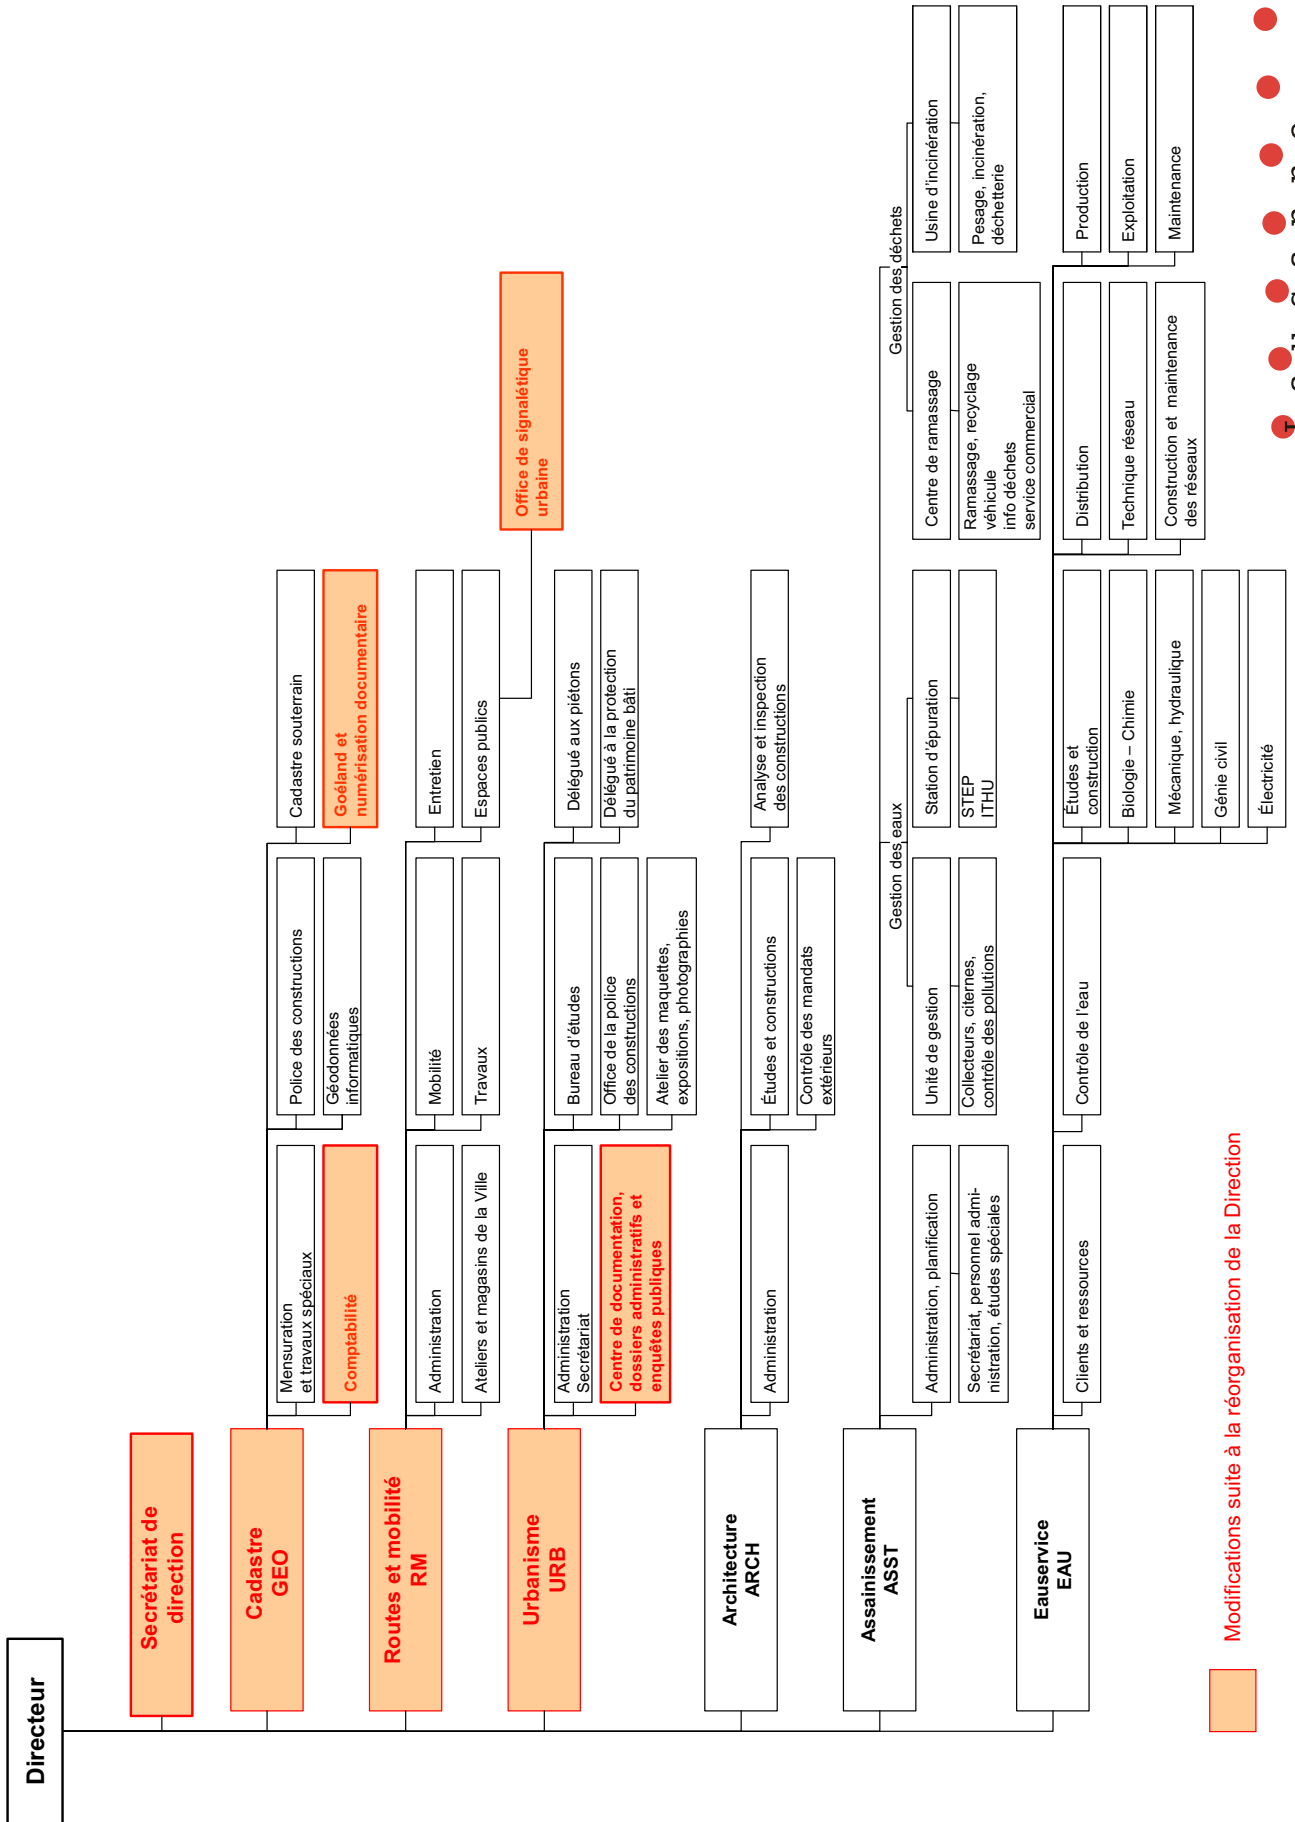 Directeur
Secrétariat de
direction
Cadastre
GEO
Mensuration
et travaux spéciaux
Comptabilité
Police des constructions
Géodonnées
informatiques
Cadastre souterrain
Goéland et
numérisation documentaire
Routes et mobilité
RM
Administration
Ateliers et magasins de la Ville
Mobilité
Travaux
Entretien
Espaces publics
Office de signalétique
urbaine
Urbanisme
URB
Administration
Secrétariat
Centre de documentation,
dossiers administratifs et
enquêtes publiques
Bureau d'études
Office de la police
des constructions
Atelier des maquettes,
expositions, photographies
Délégué aux piétons
Délégué à la protection
du patrimoine bâti
Architecture
ARCH
Administration
Études et constructions
Contrôle des mandats
extérieurs
Analyse et inspection
des constructions
Assainissement
ASST
Administration, planification
Secrétariat, personnel admi-
nistration, études spéciales
Gestion des eaux
Unité de gestion
Collecteurs, citernes,
contrôle des pollutions
Station d'épuration
STEP
ITHU
Gestion des déchets
Centre de ramassage
Ramassage, recyclage
véhicule
info déchets
service commercial
Usine d'incinération
Pesage, incinération,
déchetterie
Eauservice
EAU
Clients et ressources
Contrôle de l'eau
Études et
construction
Biologie – Chimie
Mécanique, hydraulique
Génie civil
Électricité
Distribution
Technique réseau
Construction et maintenance
des réseaux
Production
Exploitation
Maintenance
Modifications suite à la réorganisation de la Direction